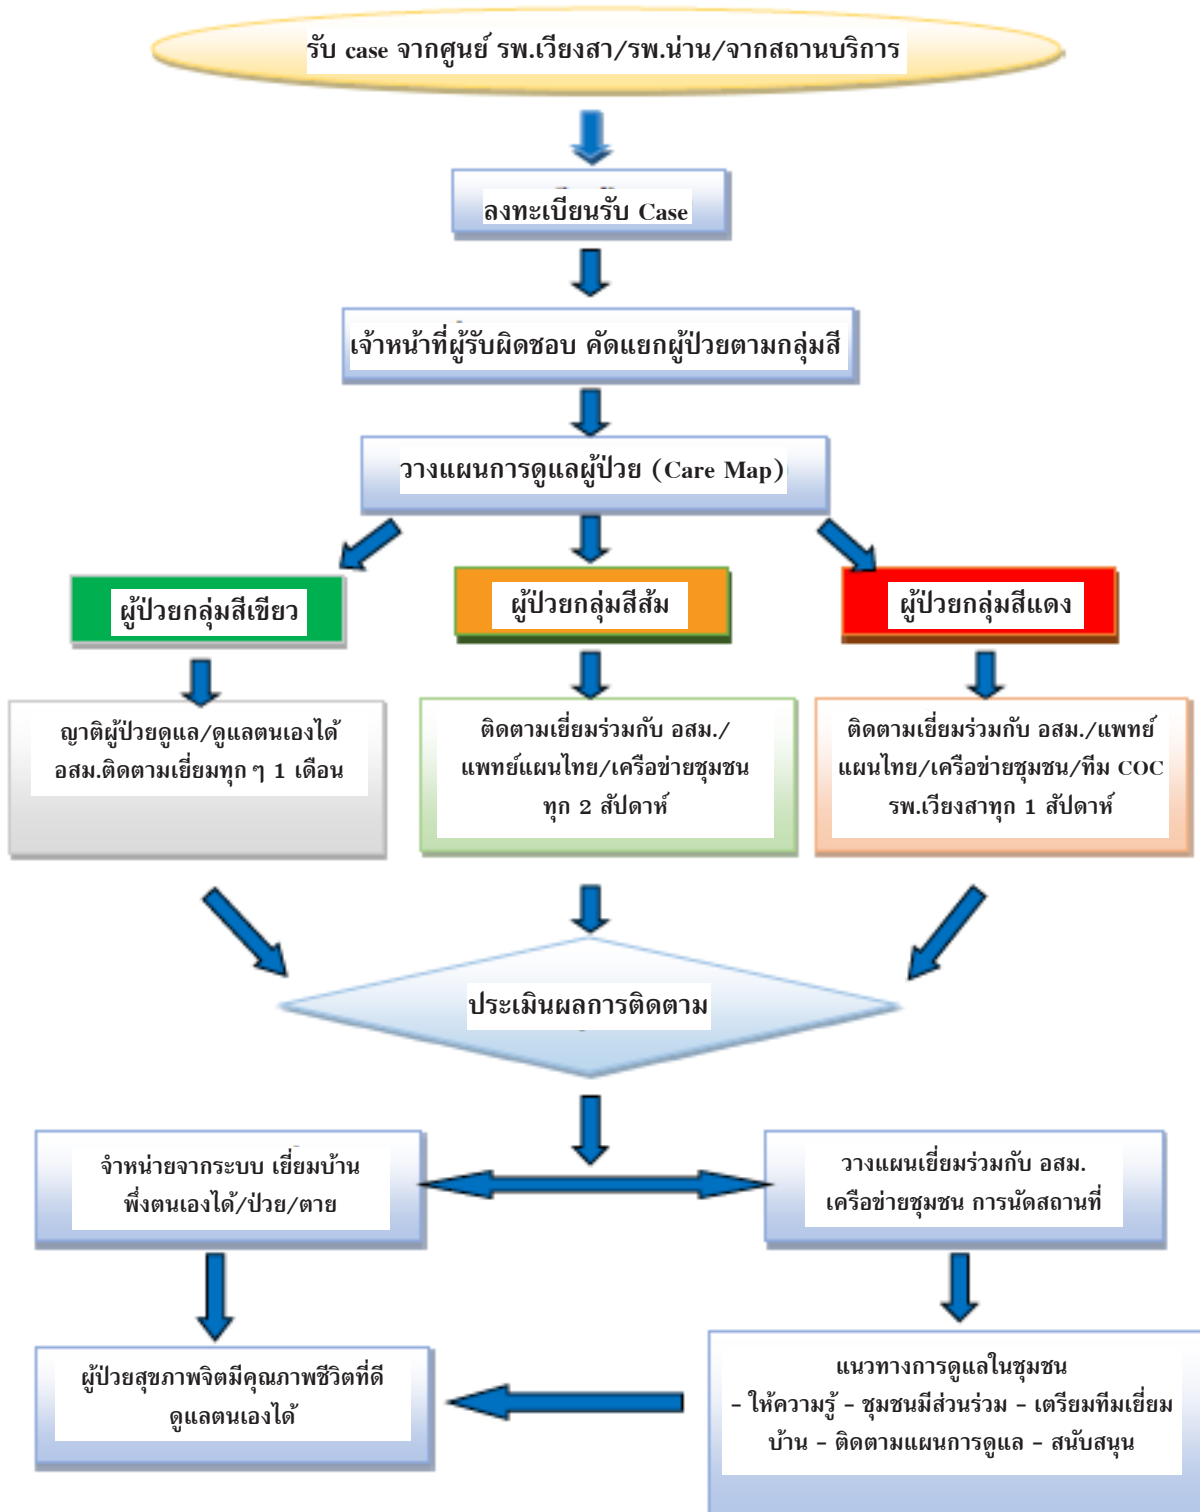 รับ case จากศูนย์ รพ.เวียงสา/รพ.น่าน/จากสถานบริการ
ลงทะเบียนรับ Case
เจ้าหน้าที่ผู้รับผิดชอบ คัดแยกผู้ป่วยตามกลุ่มสี
วางแผนการดูแลผู้ป่วย (Care Map)
ผู้ป่วยกลุ่มสีเขียว
ผู้ป่วยกลุ่มสีส้ม
ผู้ป่วยกลุ่มสีแดง
ญาติผู้ป่วยดูแล/ดูแลตนเองได้
อสม.ติดตามเยี่ยมทุก ๆ 1 เดือน
ติดตามเยี่ยมร่วมกับ อสม./
แพทย์แผนไทย/เครือข่ายชุมชน
ทุก 2 สัปดาห์
ติดตามเยี่ยมร่วมกับ อสม./แพทย์
แผนไทย/เครือข่ายชุมชน/ทีม COC
รพ.เวียงสาทุก 1 สัปดาห์
ประเมินผลการติดตาม
จำหน่ายจากระบบ เยี่ยมบ้าน
พึ่งตนเองได้/ป่วย/ตาย
วางแผนเยี่ยมร่วมกับ อสม.
เครือข่ายชุมชน การนัดสถานที่
ผู้ป่วยสุขภาพจิตมีคุณภาพชีวิตที่ดี
ดูแลตนเองได้
แนวทางการดูแลในชุมชน
- ให้ความรู้ - ชุมชนมีส่วนร่วม - เตรียมทีมเยี่ยม
บ้าน - ติดตามแผนการดูแล - สนับสนุน